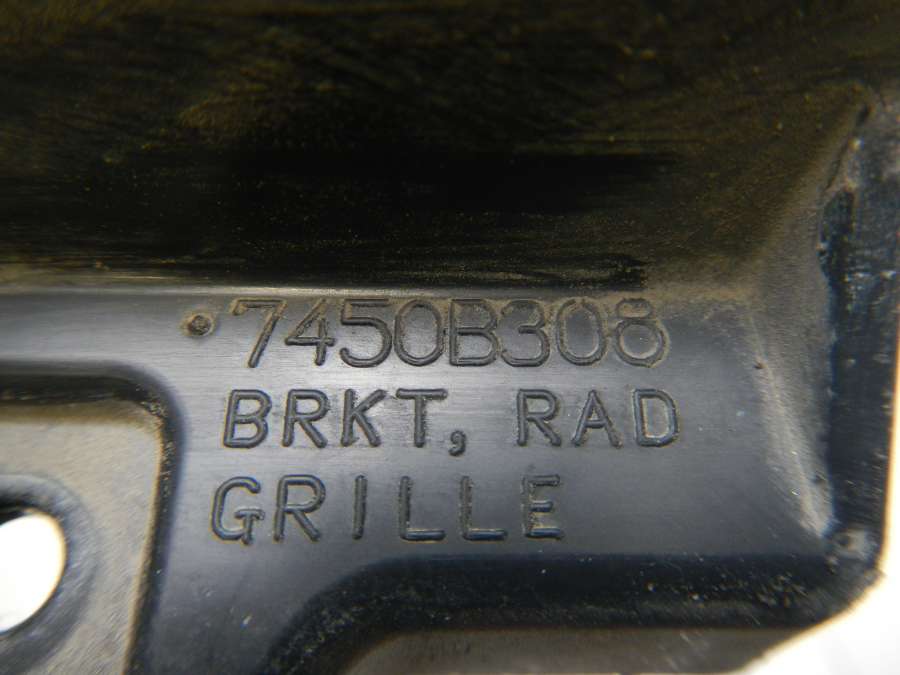 7450B308
BRKT, RAD
GRILLE